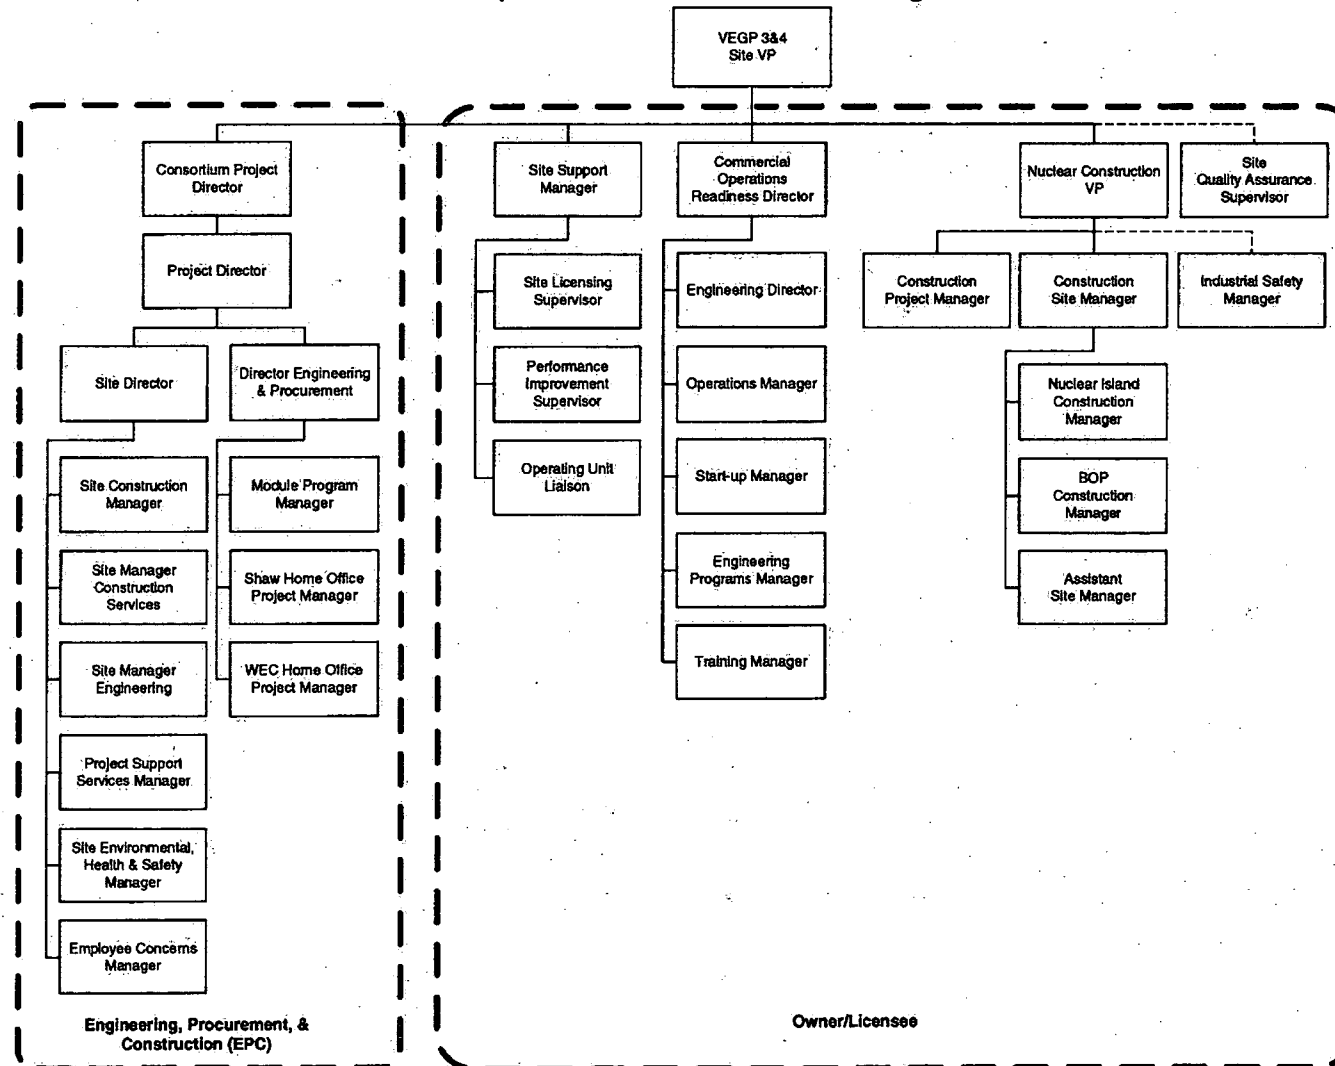 VEGP 3&4
Site VP
Consortium Project
Director
Project Director
Site Director
Director Engineering
& Procurement
Site Construction
Manager
Site Manager
Construction
Services
Site Manager
Engineering
Project Support
Services Manager
Site Environmental,
Health & Safety
Manager
Employee Concerns
Manager
Module Program
Manager
Shaw Home Office
Project Manager
WEC Home Office
Project Manager
Engineering, Procurement, &
Construction (EPC)
Site Support
Manager
Site Licensing
Supervisor
Performance
Improvement
Supervisor
Operating Unit
Liaison
Commercial
Operations
Readiness Director
Engineering Director
Operations Manager
Start-up Manager
Engineering
Programs Manager
Training Manager
Nuclear Construction
VP
Construction
Project Manager
Construction
Site Manager
Industrial Safety
Manager
Nuclear Island
Construction
Manager
BOP
Construction
Manager
Assistant
Site Manager
Site
Quality Assurance
Supervisor
Owner/Licensee